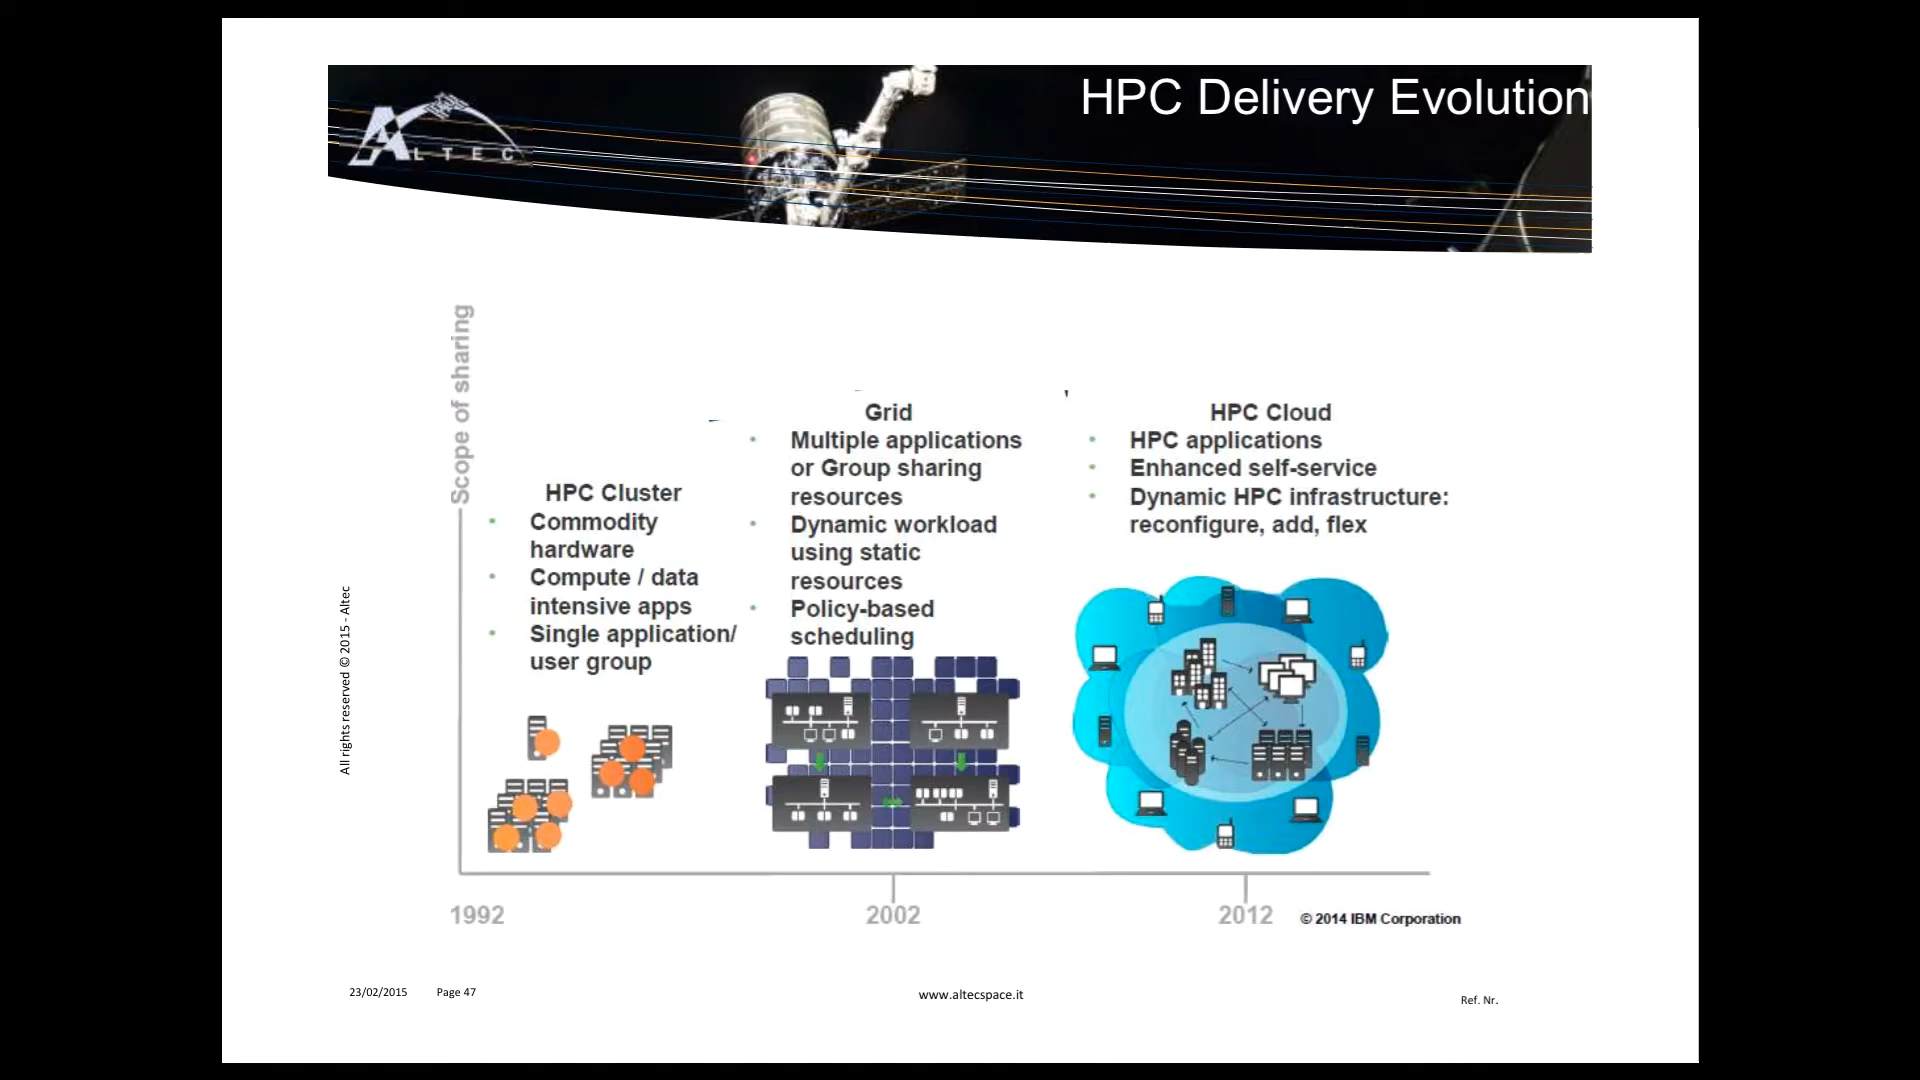 HPC Delivery Evolution
ALTEC
Scope of sharing
HPC Cluster
• Commodity
hardware
• Compute / data
intensive apps
• Single application/
user group
Grid
• Multiple applications
or Group sharing
resources
• Dynamic workload
using static
resources
• Policy-based
scheduling
HPC Cloud
• HPC applications
• Enhanced self-service
• Dynamic HPC infrastructure:
reconfigure, add, flex
1992
2002
2012
© 2014 IBM Corporation
All rights reserved © 2015 - Altec
23/02/2015
Page 47
www.altecspace.it
Ref. Nr.